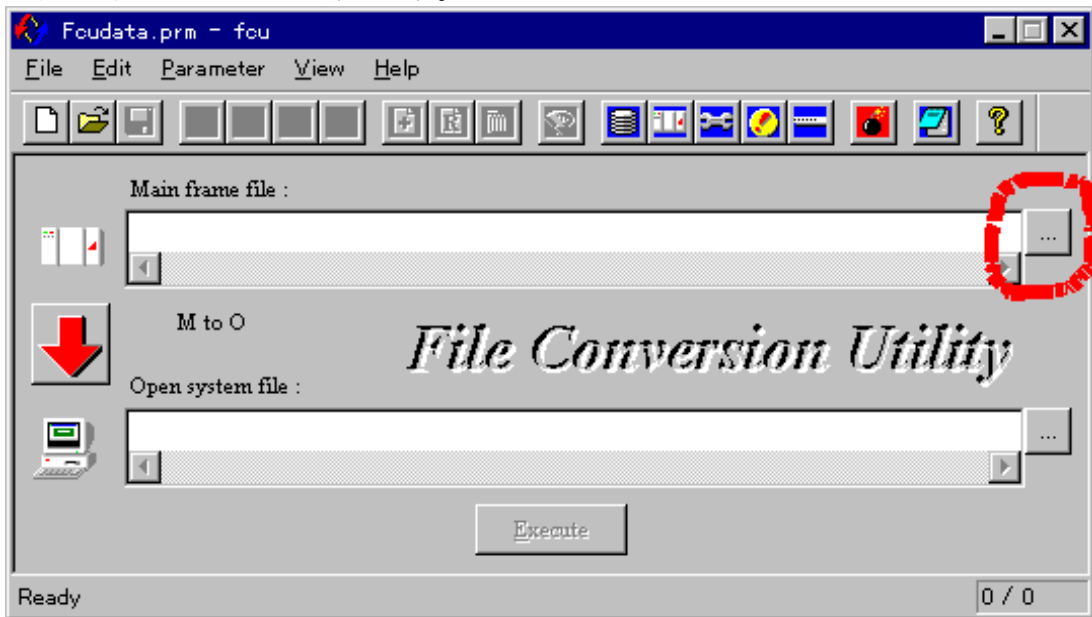 Fcudata.prm - fcu
File Edit Parameter View Help
Main frame file :
...
M to O
File Conversion Utility
Open system file :
...
Execute
Ready 0 / 0